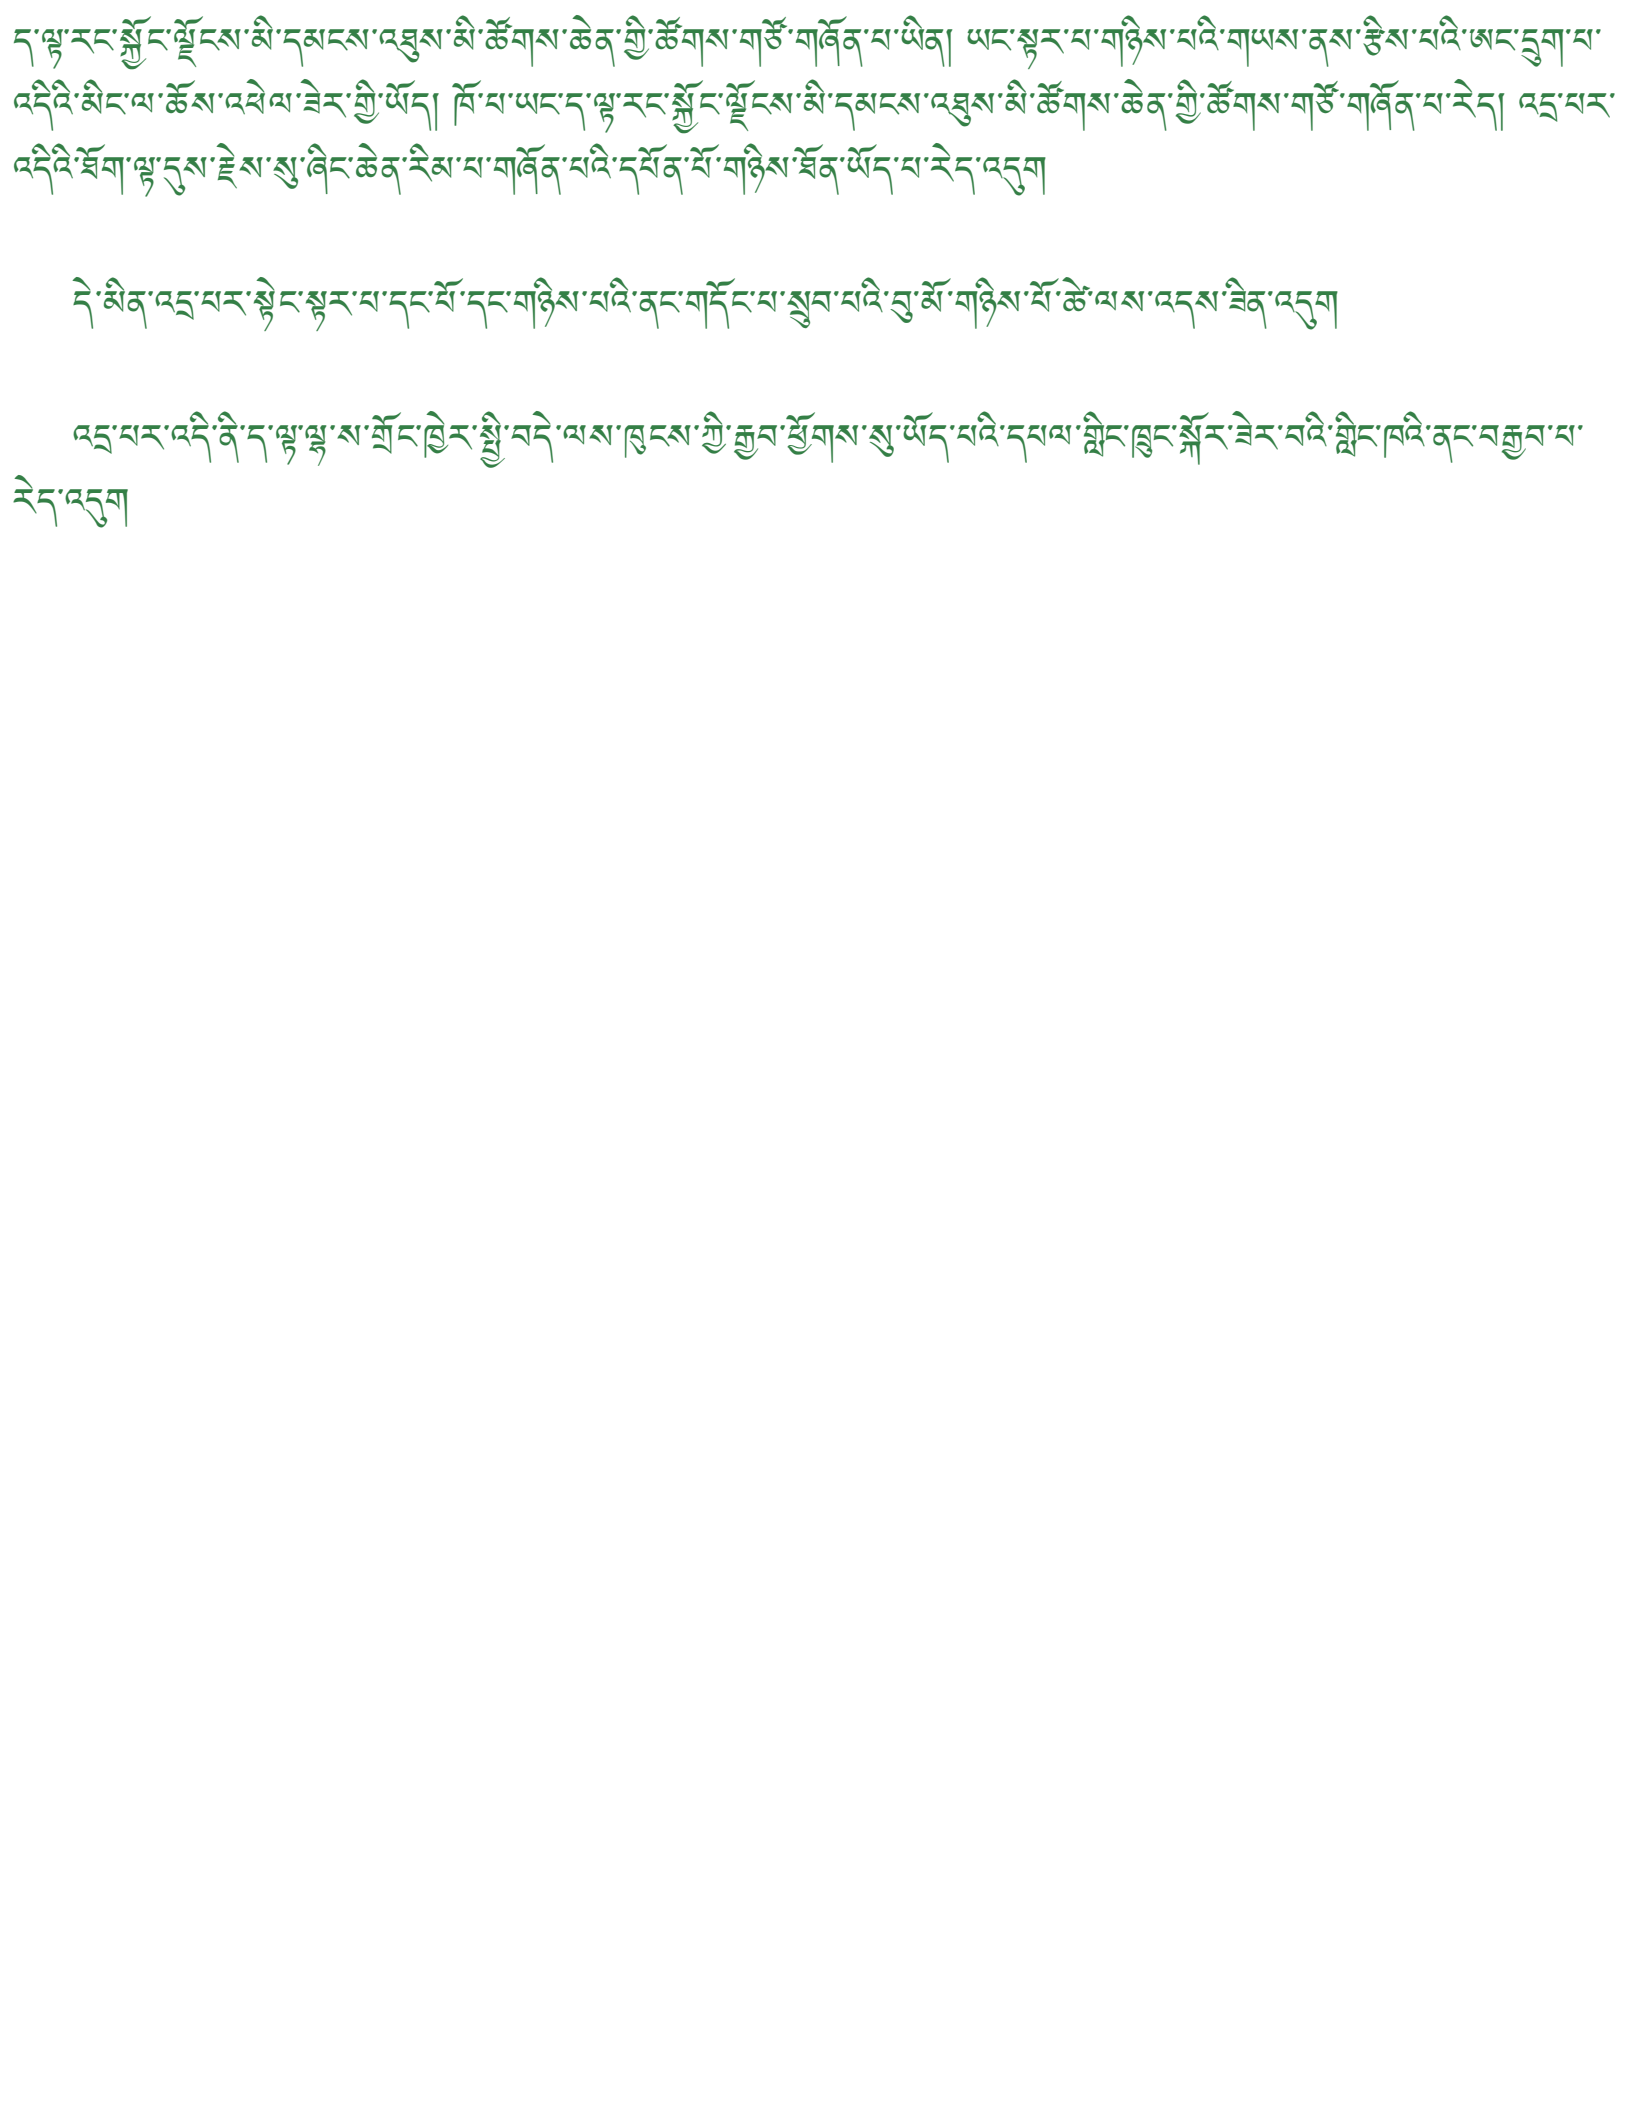 ད་ལྟ་རང་སྐྱོང་ལྗོངས་མི་དམངས་འཐུས་མི་ཚོགས་ཆེན་གྱི་ཚོགས་གཙོ་གཞོན་པ་ཡིན། ཡང་སྟར་པ་གཉིས་པའི་གཡས་ནས་རྩིས་པའི་ཨང་དྲུག་པ་
འདིའི་མིང་ལ་ཆོས་འཕེལ་ཟེར་གྱི་ཡོད། ཁོ་པ་ཡང་ད་ལྟ་རང་སྐྱོང་ལྗོངས་མི་དམངས་འཐུས་མི་ཚོགས་ཆེན་གྱི་ཚོགས་གཙོ་གཞོན་པ་རེད། འདྲ་པར་
འདིའི་ཐོག་ལྟ་དུས་རྗེས་སུ་ཞིང་ཆེན་རིམ་པ་གཞོན་པའི་དཔོན་པོ་གཉིས་ཐོན་ཡོད་པ་རེད་འདུག
དེ་མིན་འདྲ་པར་སྟེང་སྟར་པ་དང་པོ་དང་གཉིས་པའི་ནང་གདོང་པ་སྲུབ་པའི་བུ་མོ་གཉིས་པོ་ཚེ་ལས་འདས་ཟིན་འདུག
འདྲ་པར་འདི་ནི་ད་ལྟ་ལྷ་ས་གྲོང་ཁྱེར་སྤྱི་བདེ་ལས་ཁུངས་ཀྱི་རྒྱབ་ཕྱོགས་སུ་ཡོད་པའི་དཔལ་གླིང་ཁྲུང་སྐོར་ཟེར་བའི་གླིང་ཁའི་ནང་བརྒྱབ་པ་
རེད་འདུག